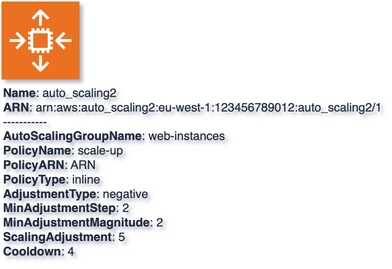 Name: auto_scaling2
ARN: arn:aws:auto_scaling2:eu-west-1:123456789012:auto_scaling2/1
-----------
AutoScalingGroupName: web-instances
PolicyName: scale-up
PolicyARN: ARN
PolicyType: inline
AdjustmentType: negative
MinAdjustmentStep: 2
MinAdjustmentMagnitude: 2
ScalingAdjustment: 5
Cooldown: 4